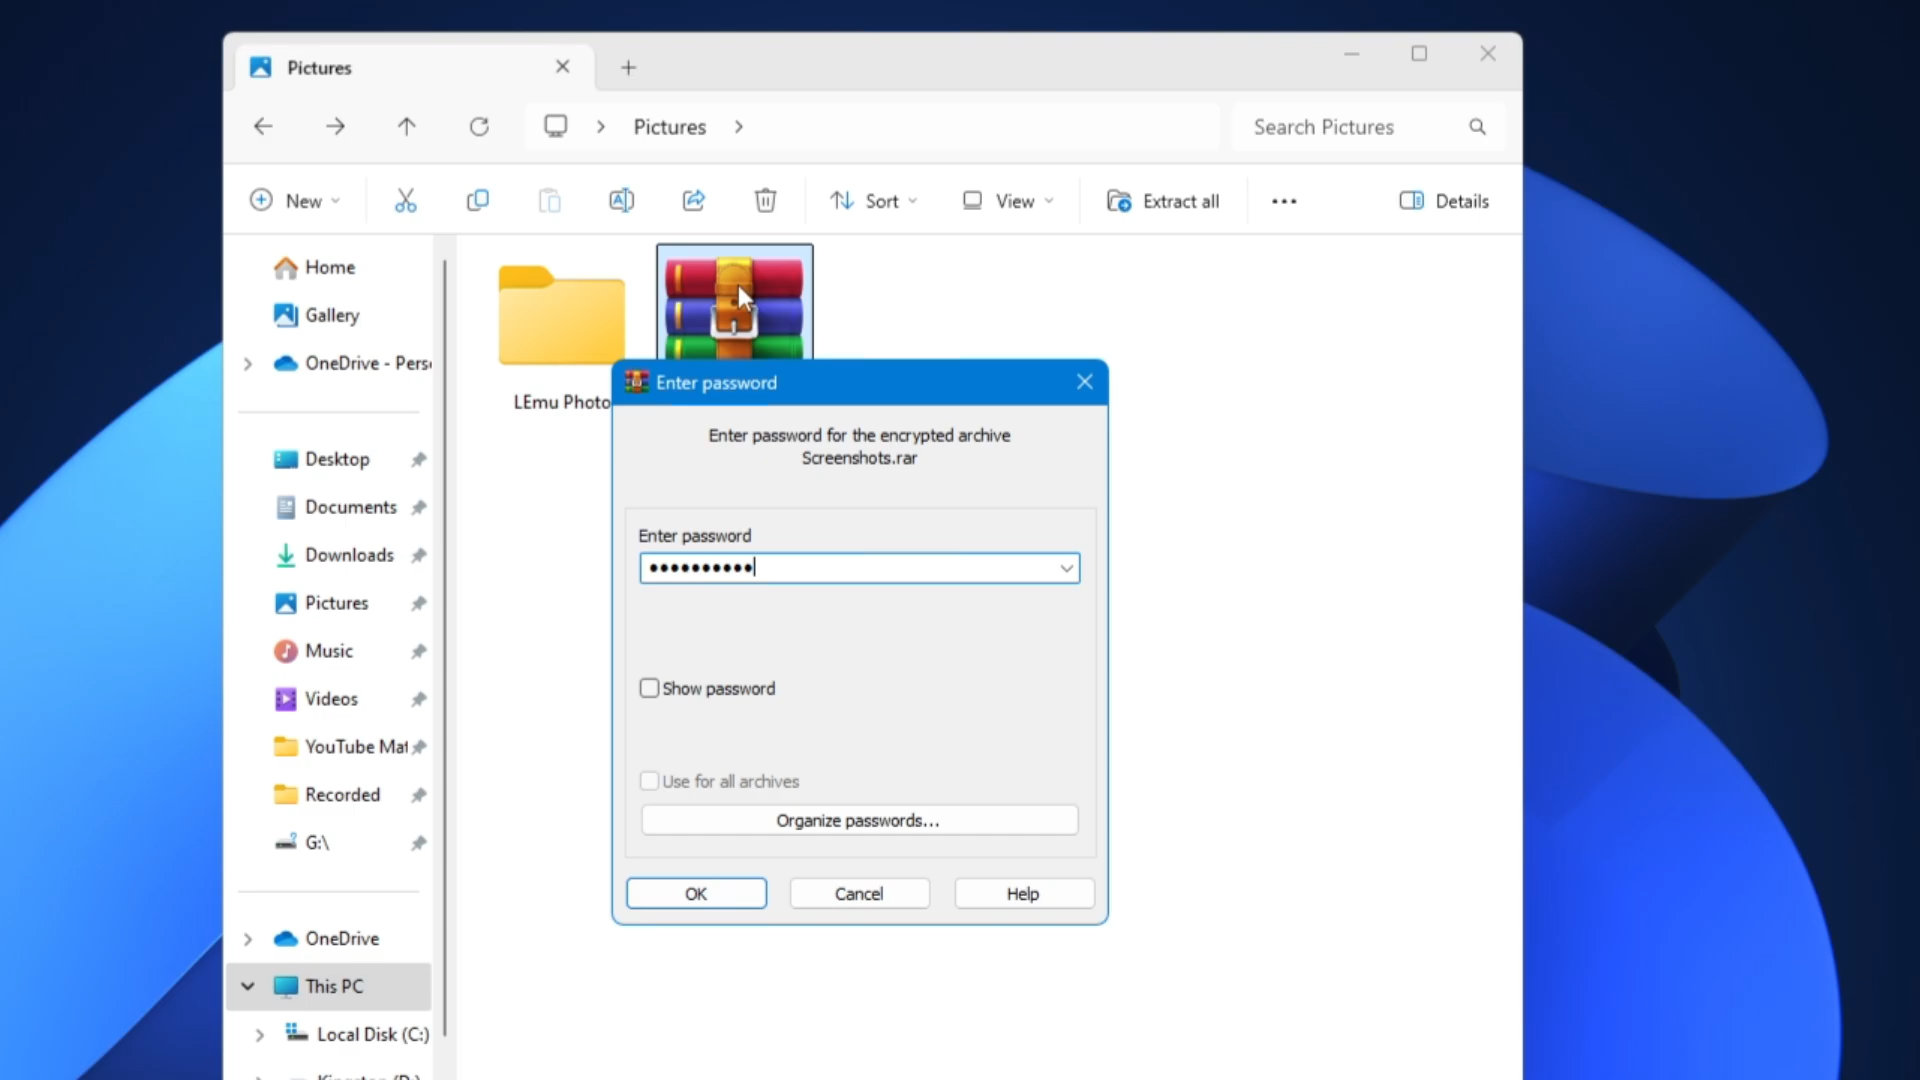 Pictures
Pictures
Search Pictures
New
Sort
View
Extract all
Details
Home
Gallery
OneDrive - Pers
LEmu Photo
Enter password
Enter password for the encrypted archive
Screenshots.rar
Desktop
Documents
Downloads
Pictures
Music
Videos
YouTube Mat
Recorded
G:\
Enter password
Show password
Use for all archives
Organize passwords...
OK
Cancel
Help
OneDrive
This PC
Local Disk (C:)